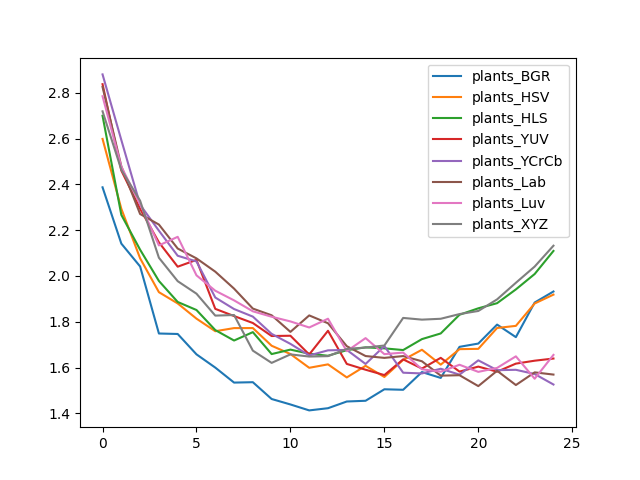 plants_BGR
plants_HSV
plants_HLS
plants_YUV
plants_YCrCb
plants_Lab
plants_Luv
plants_XYZ
2.8
2.6
2.4
2.2
2.0
1.8
1.6
1.4
0 5 10 15 20 25